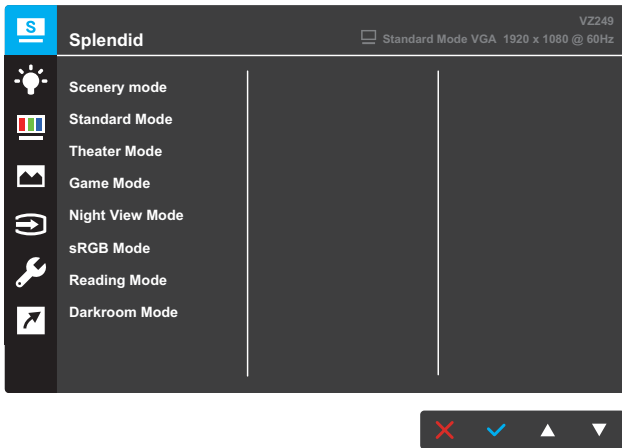 S
VZ249
Splendid
Standard Mode VGA 1920 x 1080 @ 60Hz
Scenery mode
Standard Mode
Theater Mode
Game Mode
Night View Mode
sRGB Mode
Reading Mode
Darkroom Mode